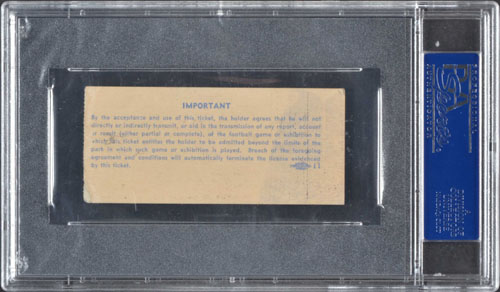 IMPORTANT
By the acceptance and use of this ticket, the holder agrees that he will not
directly or indirectly transmit, or aid in the transmission of any report, account
or result (either partial or complete), of the football game or exhibition to
which this ticket entitles the holder to be admitted beyond the limits of the
park in which such game or exhibition is played. Breach of the foregoing
agreement and conditions will automatically terminate the license evidenced
by this ticket.
11
PSA